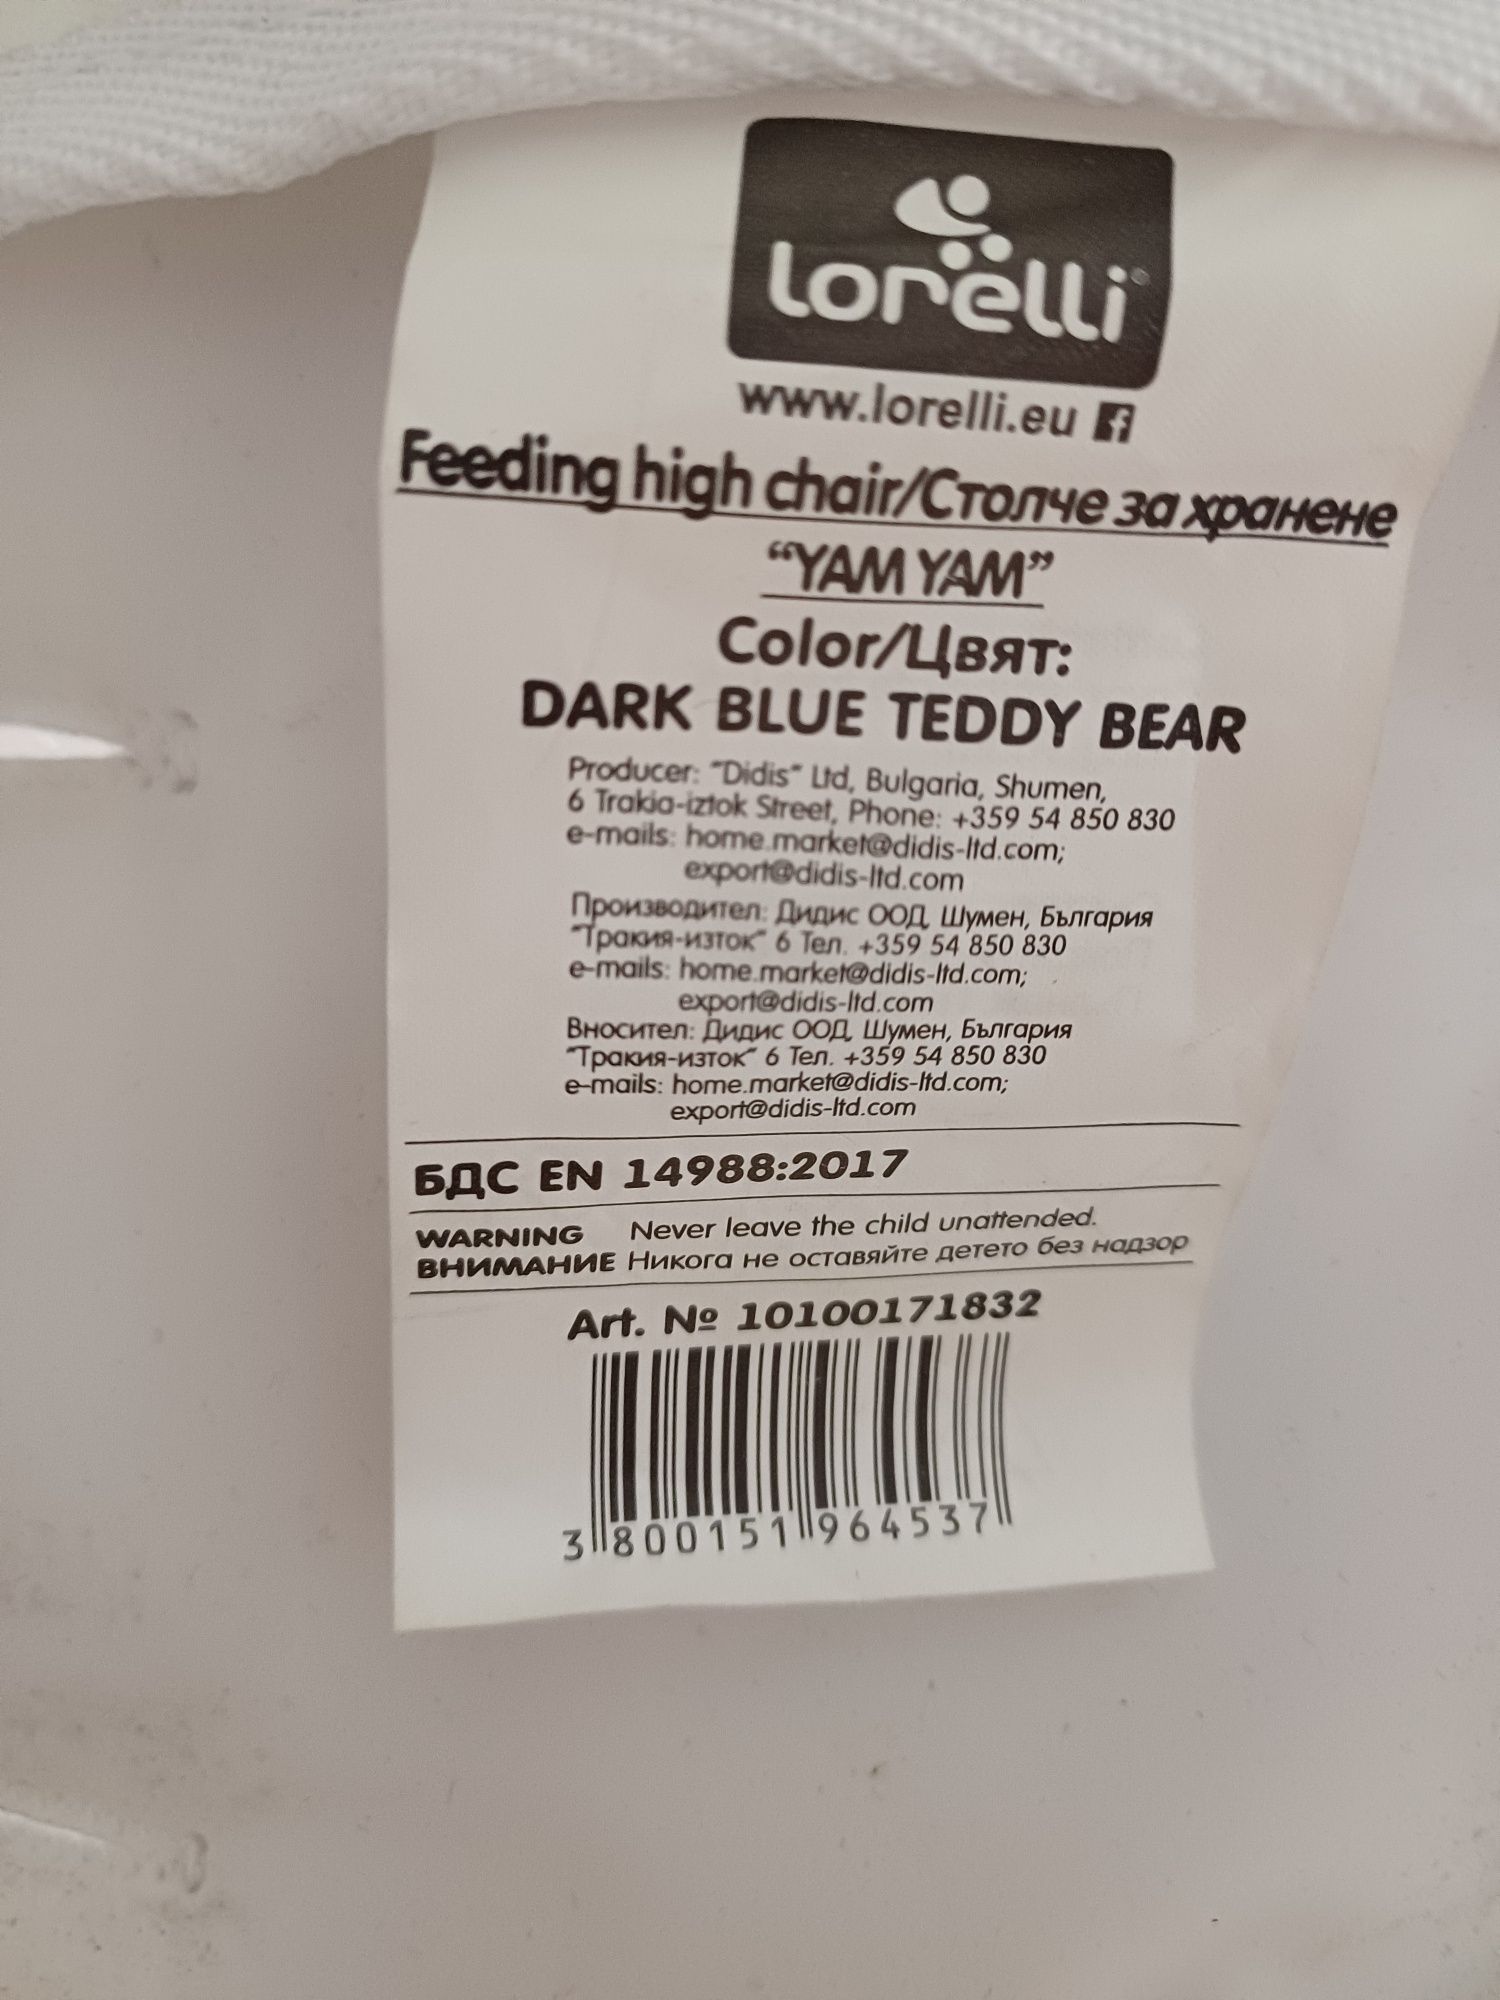 lorelli
www.lorelli.eu
Feeding high chair/Столче за хранене
“YAM YAM”
Color/Цвят:
DARK BLUE TEDDY BEAR
Producer: "Didis" Ltd, Bulgaria, Shumen,
6 Trakia-iztok Street, Phone: +359 54 850 830
e-mails: home.market@didis-ltd.com;
export@didis-ltd.com
Производител: Дидис ООД, Шумен, България
"Тракия-изток" 6 Тел. +359 54 850 830
e-mails: home.market@didis-ltd.com;
export@didis-ltd.com
Вносител: Дидис ООД, Шумен, България
"Тракия-изток" 6 Тел. +359 54 850 830
e-mails: home.market@didis-ltd.com;
export@didis-ltd.com
БДС EN 14988:2017
WARNING Never leave the child unattended.
ВНИМАНИЕ Никога не оставяйте детето без надзор
Art. № 10100171832
3 800151 964537